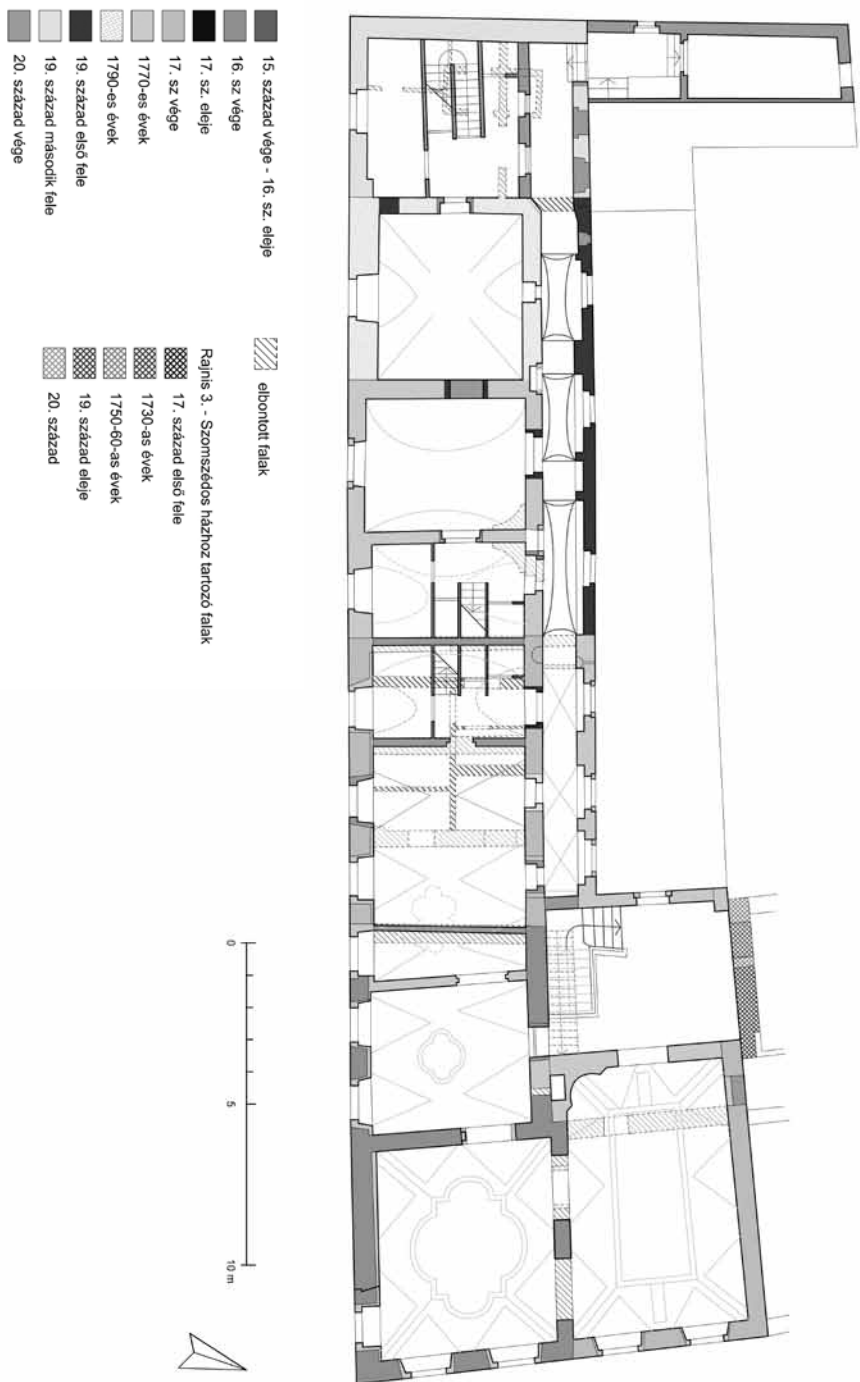 15. század vége - 16. sz. eleje
16. sz vége
17. sz. eleje
17. sz vége
1770-es évek
1790-es évek
19. század első fele
19. század második fele
20. század vége
elbontott falak
Rajnis 3. - Szomszédos házhoz tartozó falak
17. század első fele
1730-as évek
1750-60-as évek
19. század eleje
20. század
0
5
10 m